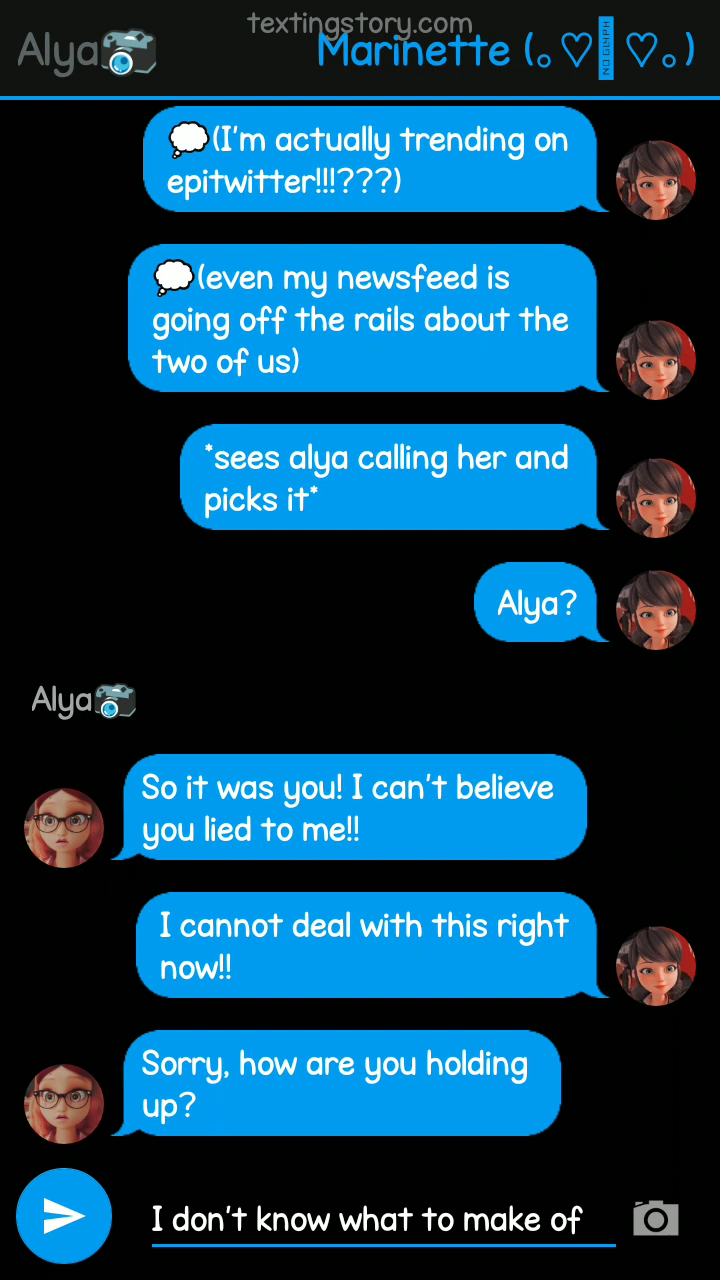 textingstory.com
Alya📷 Marinette (｡♡ NO GLYPH ♡｡)
💭(I'm actually trending on
epitwitter!!!???)
💭(even my newsfeed is
going off the rails about the
two of us)
*sees alya calling her and
picks it*
Alya?
Alya📷
So it was you! I can't believe
you lied to me!!
I cannot deal with this right
now!!
Sorry, how are you holding
up?
I don't know what to make of